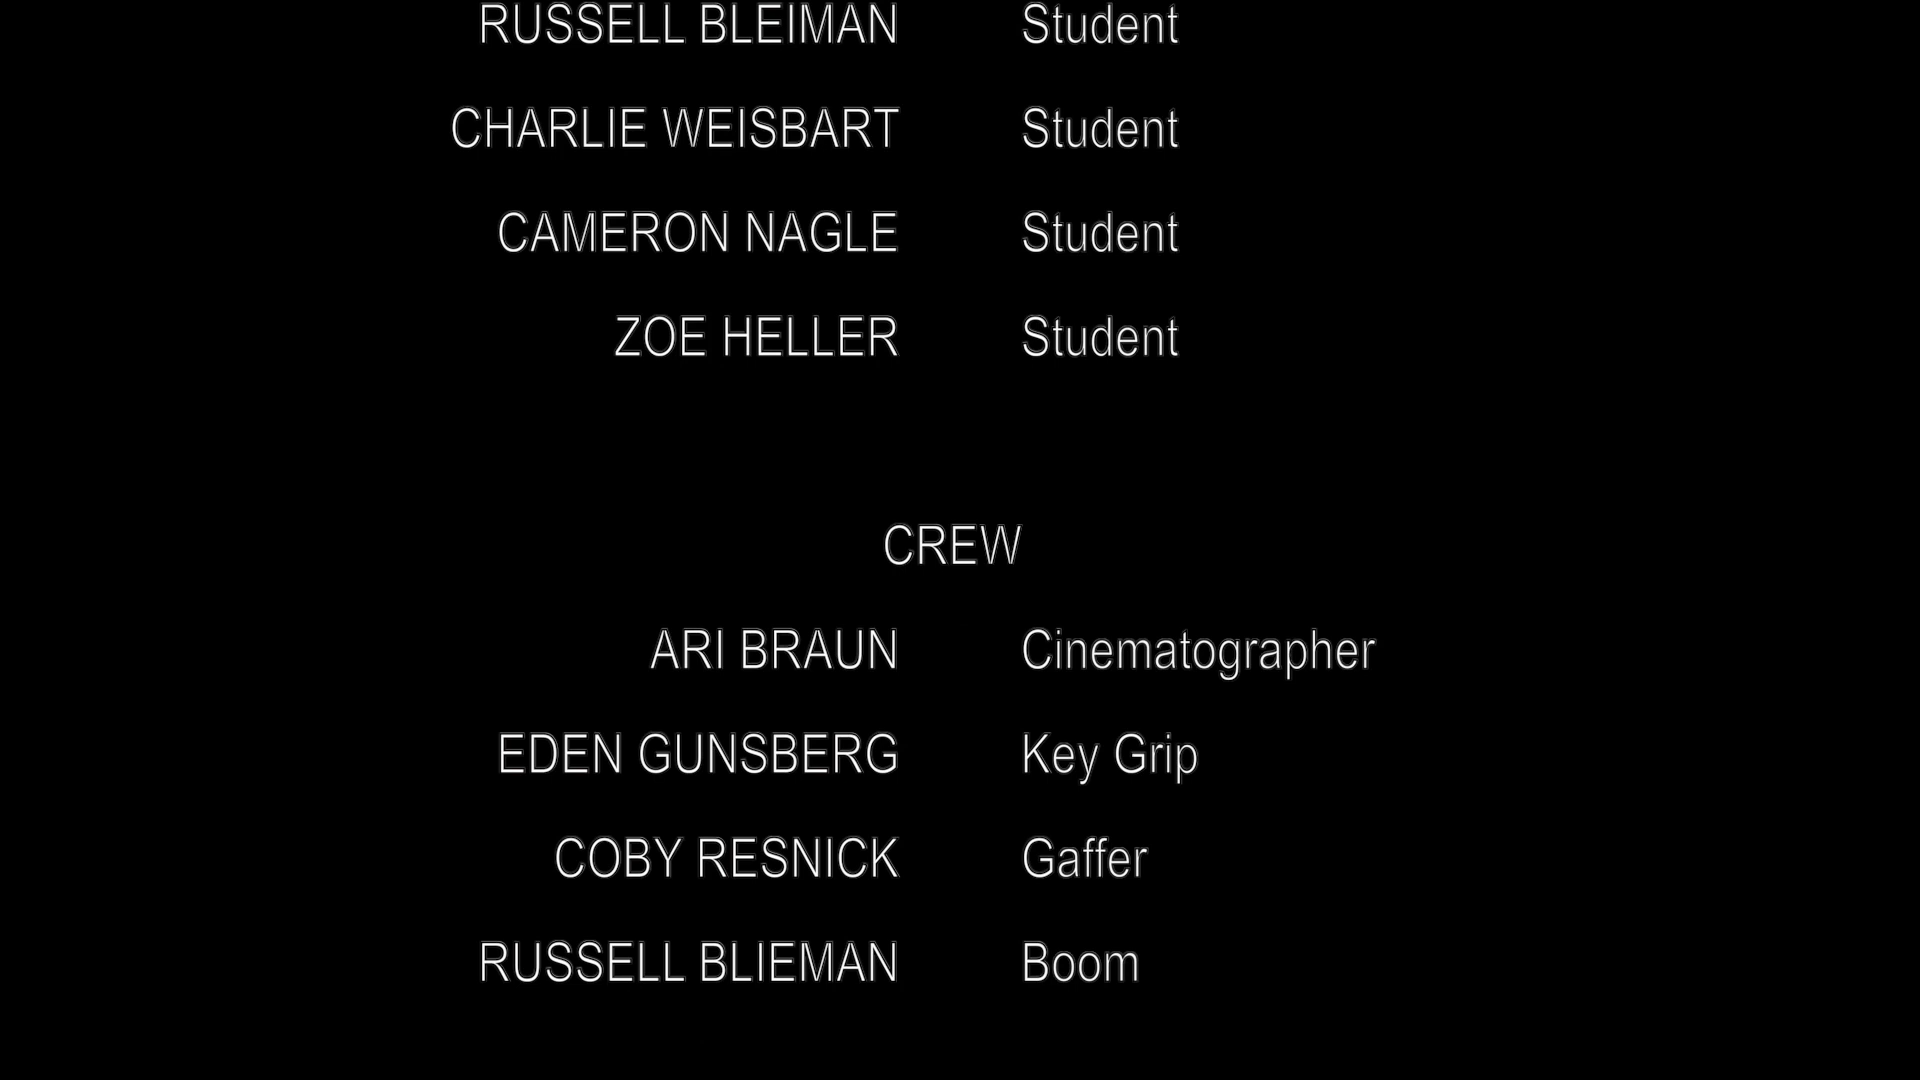 RUSSELL BLEIMAN Student
CHARLIE WEISBART Student
CAMERON NAGLE Student
ZOE HELLER Student
CREW
ARI BRAUN Cinematographer
EDEN GUNSBERG Key Grip
COBY RESNICK Gaffer
RUSSELL BLIEMAN Boom